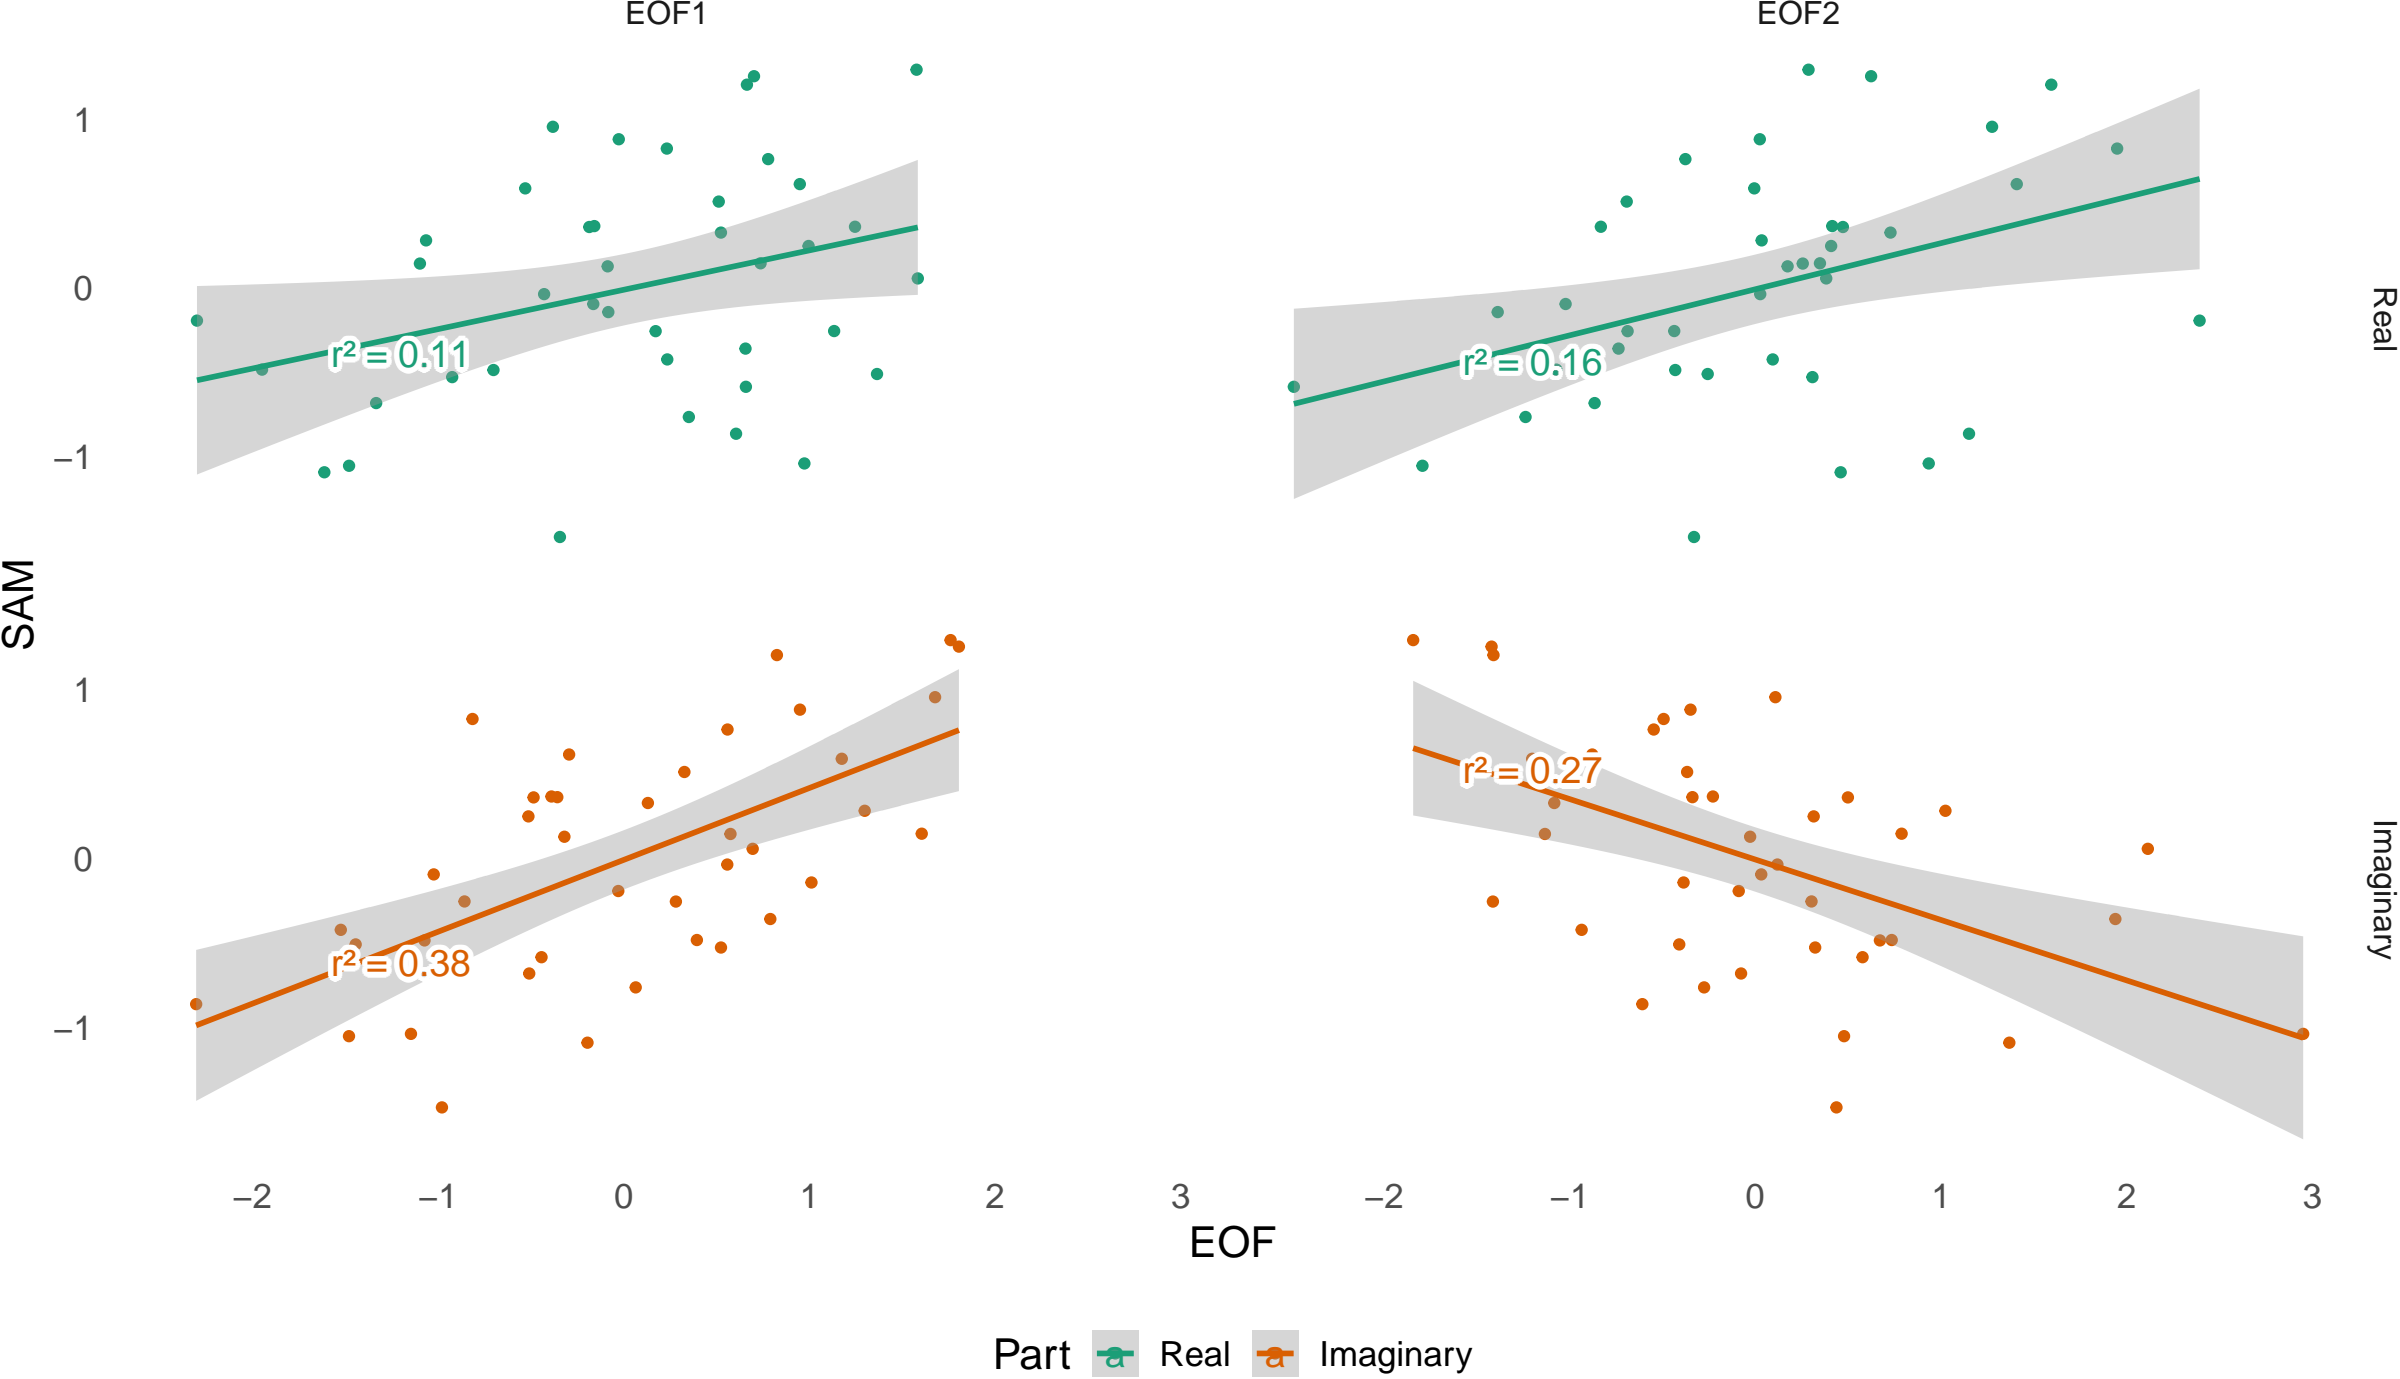 EOF1 EOF2
1
0
−1
r² = 0.11
r² = 0.16
Real
SAM
1
0
−1
r² = 0.38
r² = 0.27
Imaginary
−2 −1 0 1 2 3 −2 −1 0 1 2 3
EOF
Part a Real a Imaginary